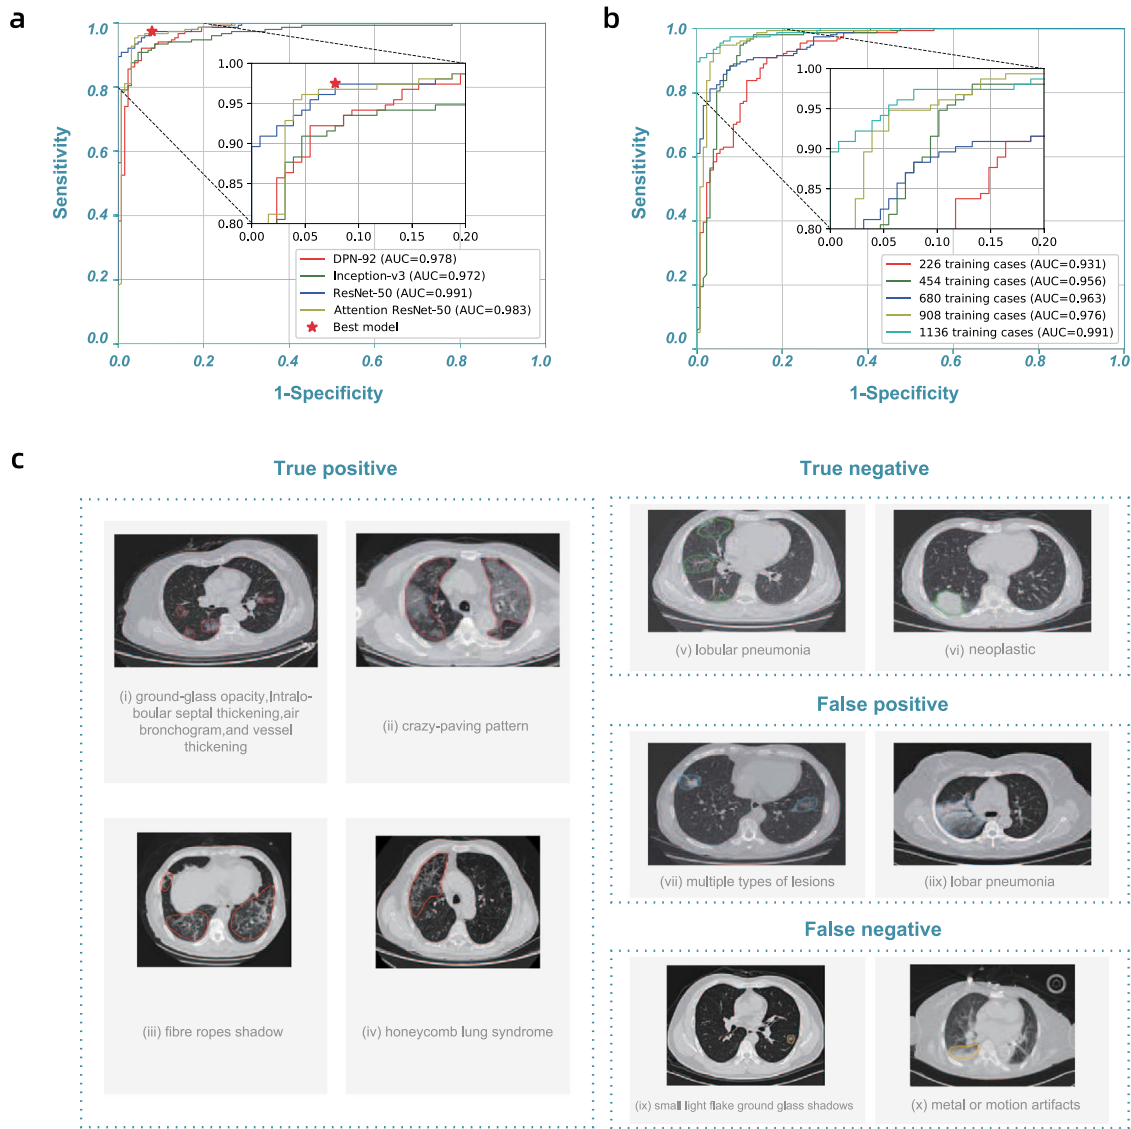 a
1.0
0.8
0.6
0.4
0.2
0.0
Sensitivity
0.0
0.2
0.4
0.6
0.8
1.0
1-Specificity
1.00
0.95
0.90
0.85
0.80
0.00
0.05
0.10
0.15
0.20
DPN-92 (AUC=0.978)
Inception-v3 (AUC=0.972)
ResNet-50 (AUC=0.991)
Attention ResNet-50 (AUC=0.983)
Best model
b
1.0
0.8
0.6
0.4
0.2
0.0
Sensitivity
0.0
0.2
0.4
0.6
0.8
1.0
1-Specificity
1.00
0.95
0.90
0.85
0.80
0.00
0.05
0.10
0.15
0.20
226 training cases (AUC=0.931)
454 training cases (AUC=0.956)
680 training cases (AUC=0.963)
908 training cases (AUC=0.976)
1136 training cases (AUC=0.991)
c
True positive
(i) ground-glass opacity,Intralo-
boular septal thickening,air
bronchogram,and vessel
thickening
(ii) crazy-paving pattern
(iii) fibre ropes shadow
(iv) honeycomb lung syndrome
True negative
(v) lobular pneumonia
(vi) neoplastic
False positive
(vii) multiple types of lesions
(iix) lobar pneumonia
False negative
(ix) small light flake ground glass shadows
(x) metal or motion artifacts